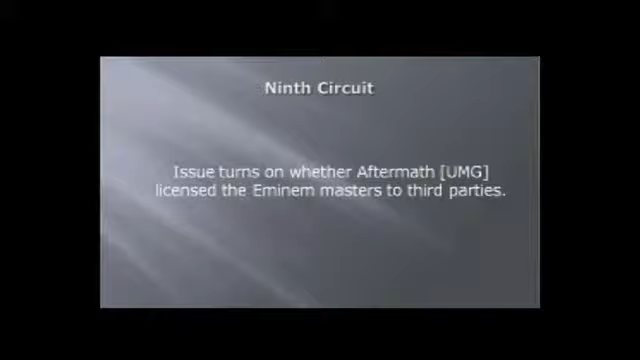 Ninth Circuit
Issue turns on whether Aftermath [UMG]
licensed the Eminem masters to third parties.